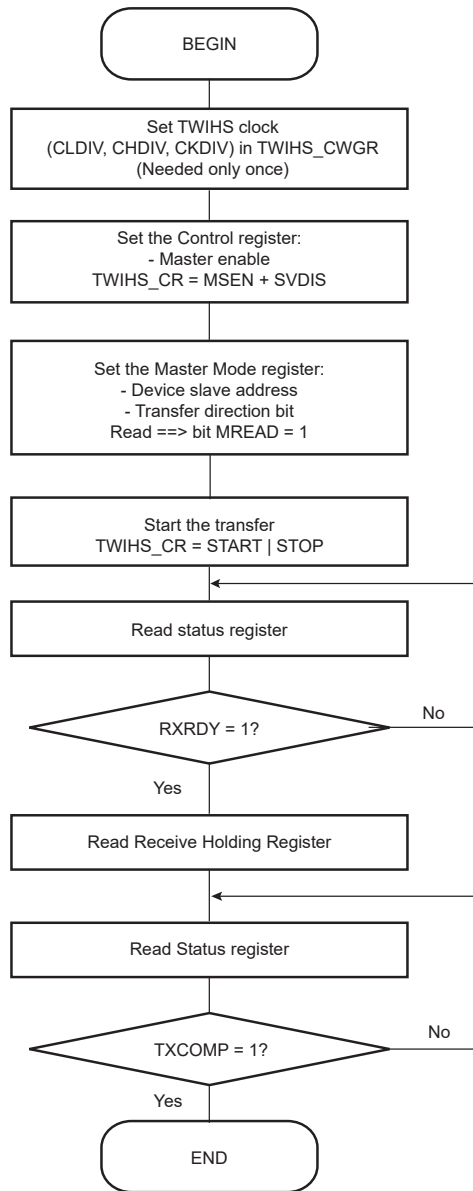 BEGIN
Set TWIHS clock
(CLDIV, CHDIV, CKDIV) in TWIHS_CWGR
(Needed only once)
Set the Control register:
- Master enable
TWIHS_CR = MSEN + SVDIS
Set the Master Mode register:
- Device slave address
- Transfer direction bit
Read ==> bit MREAD = 1
Start the transfer
TWIHS_CR = START | STOP
Read status register
RXRDY = 1?
No
Yes
Read Receive Holding Register
Read Status register
TXCOMP = 1?
No
Yes
END